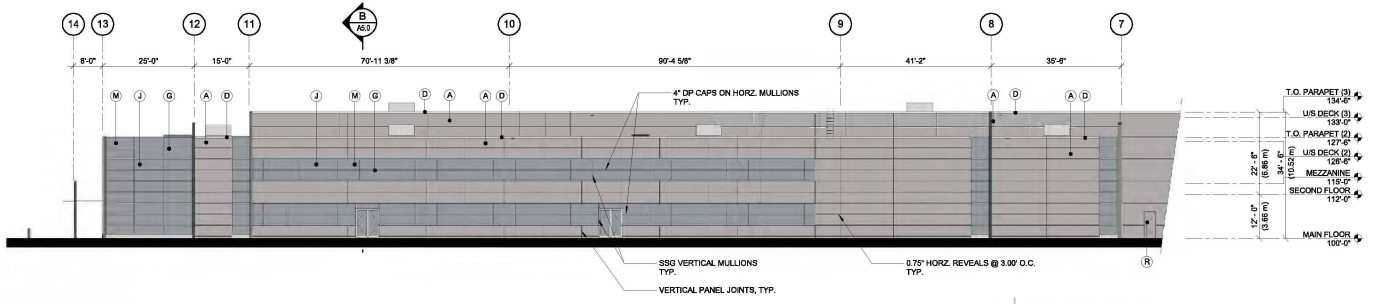 14 13 12 11 B 10 9 8 7
A5.0
8'-0" 25'-0" 15'-0" 70'-11 3/8" 90'-4 5/8" 41'-2" 35'-6"
M J G A D J M G D A A D A D A D
4" DP CAPS ON HORZ. MULLIONS
TYP.
T.O. PARAPET (3)
134'-6"
U/S DECK (3)
133'-0"
T.O. PARAPET (2)
127'-6"
U/S DECK (2)
126'-6"
MEZZANINE
115'-0"
SECOND FLOOR
112'-0"
MAIN FLOOR
100'-0"
22' - 6"
(6.86 m)
34' - 6"
(10.52 m)
12' - 0"
(3.66 m)
R
SSG VERTICAL MULLIONS
TYP.
0.75" HORZ. REVEALS @ 3.00' O.C.
TYP.
VERTICAL PANEL JOINTS, TYP.